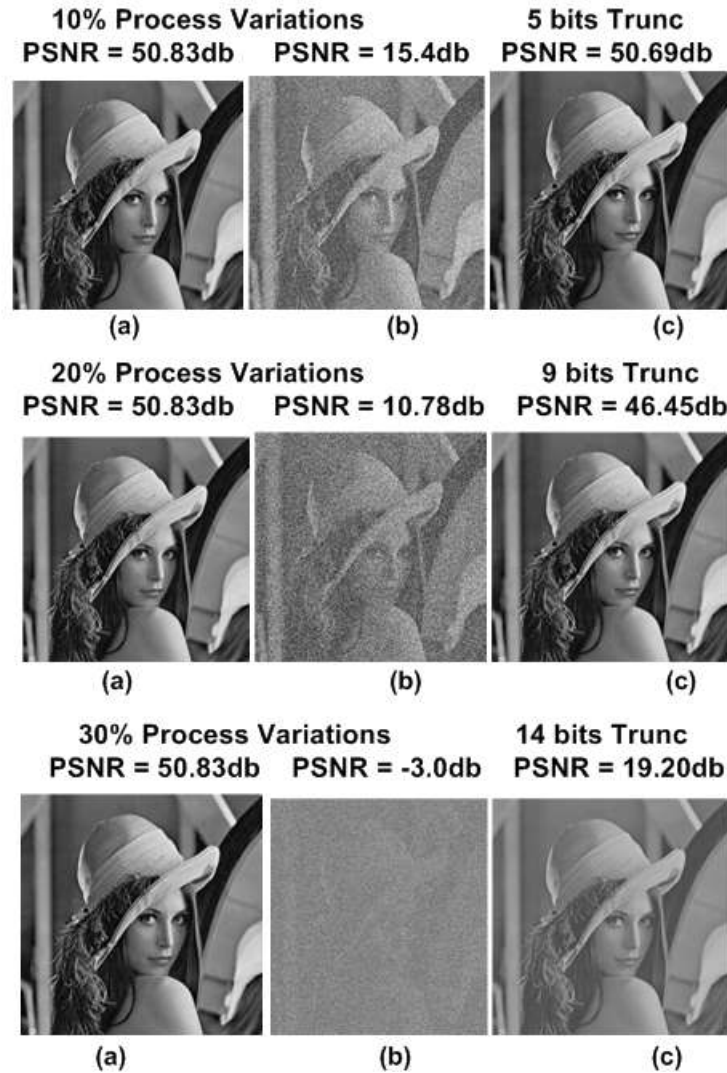 10% Process Variations 5 bits Trunc
PSNR = 50.83db PSNR = 15.4db PSNR = 50.69db
(a) (b) (c)
20% Process Variations 9 bits Trunc
PSNR = 50.83db PSNR = 10.78db PSNR = 46.45db
(a) (b) (c)
30% Process Variations 14 bits Trunc
PSNR = 50.83db PSNR = -3.0db PSNR = 19.20db
(a) (b) (c)